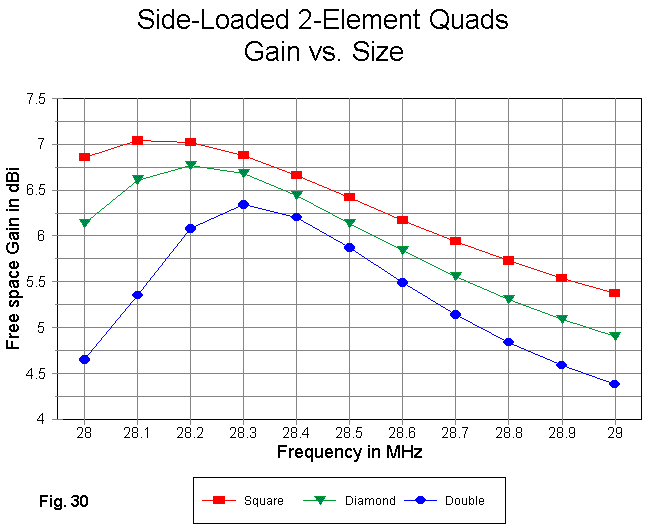 Side-Loaded 2-Element Quads
Gain vs. Size
7.5
7
6.5
6
5.5
5
4.5
4
Free space Gain in dBi
28 28.1 28.2 28.3 28.4 28.5 28.6 28.7 28.8 28.9 29
Frequency in MHz
Fig. 30
Square Diamond Double